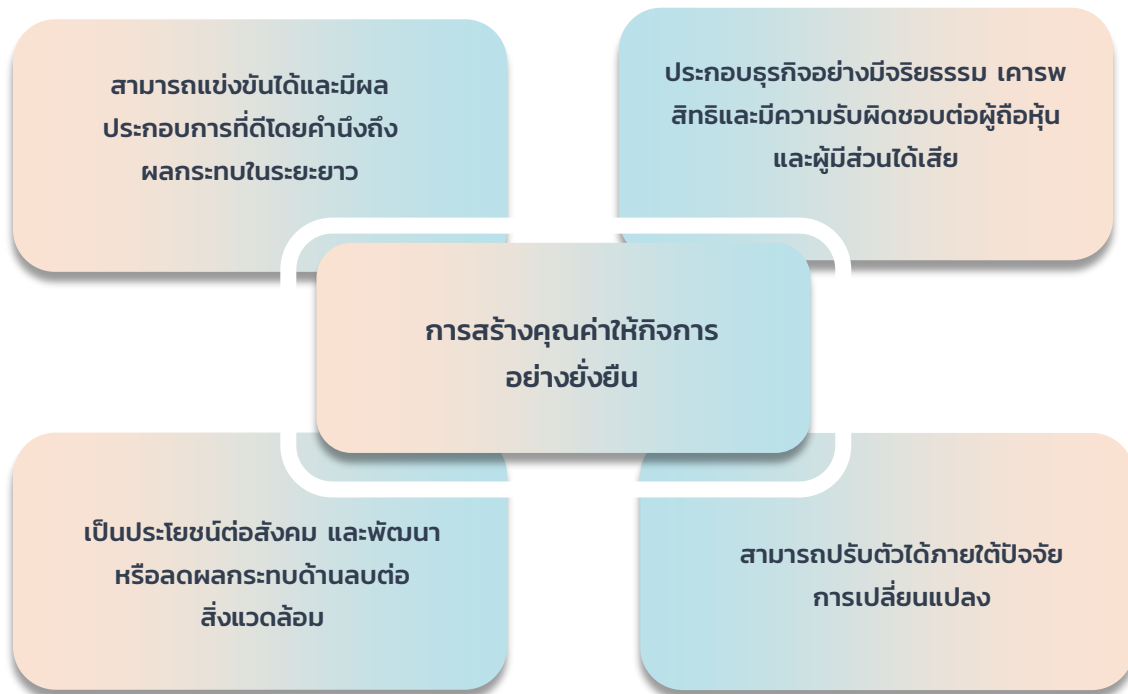 สามารถแข่งขันได้และมีผล
ประกอบการที่ดีโดยคำนึงถึง
ผลกระทบในระยะยาว
ประกอบธุรกิจอย่างมีจริยธรรม เคารพ
สิทธิและมีความรับผิดชอบต่อผู้ถือหุ้น
และผู้มีส่วนได้เสีย
การสร้างคุณค่าให้กิจการ
อย่างยั่งยืน
เป็นประโยชน์ต่อสังคม และพัฒนา
หรือลดผลกระทบด้านลบต่อ
สิ่งแวดล้อม
สามารถปรับตัวได้ภายใต้ปัจจัย
การเปลี่ยนแปลง